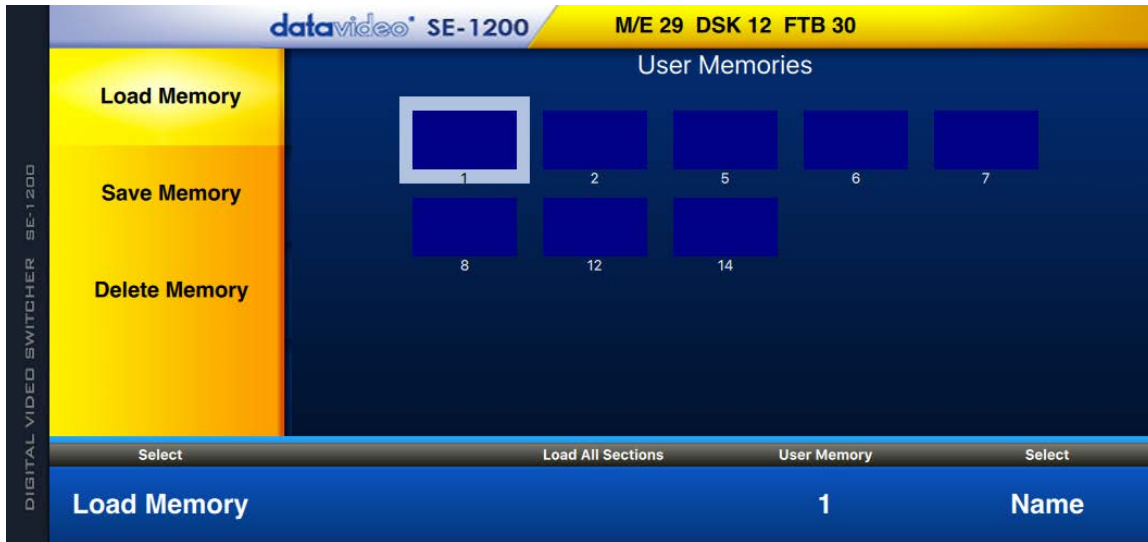 datavideo SE-1200
M/E 29 DSK 12 FTB 30
DIGITAL VIDEO SWITCHER SE-1200
Load Memory
Save Memory
Delete Memory
User Memories
1 2 5 6 7
8 12 14
Select Load All Sections User Memory Select
Load Memory 1 Name